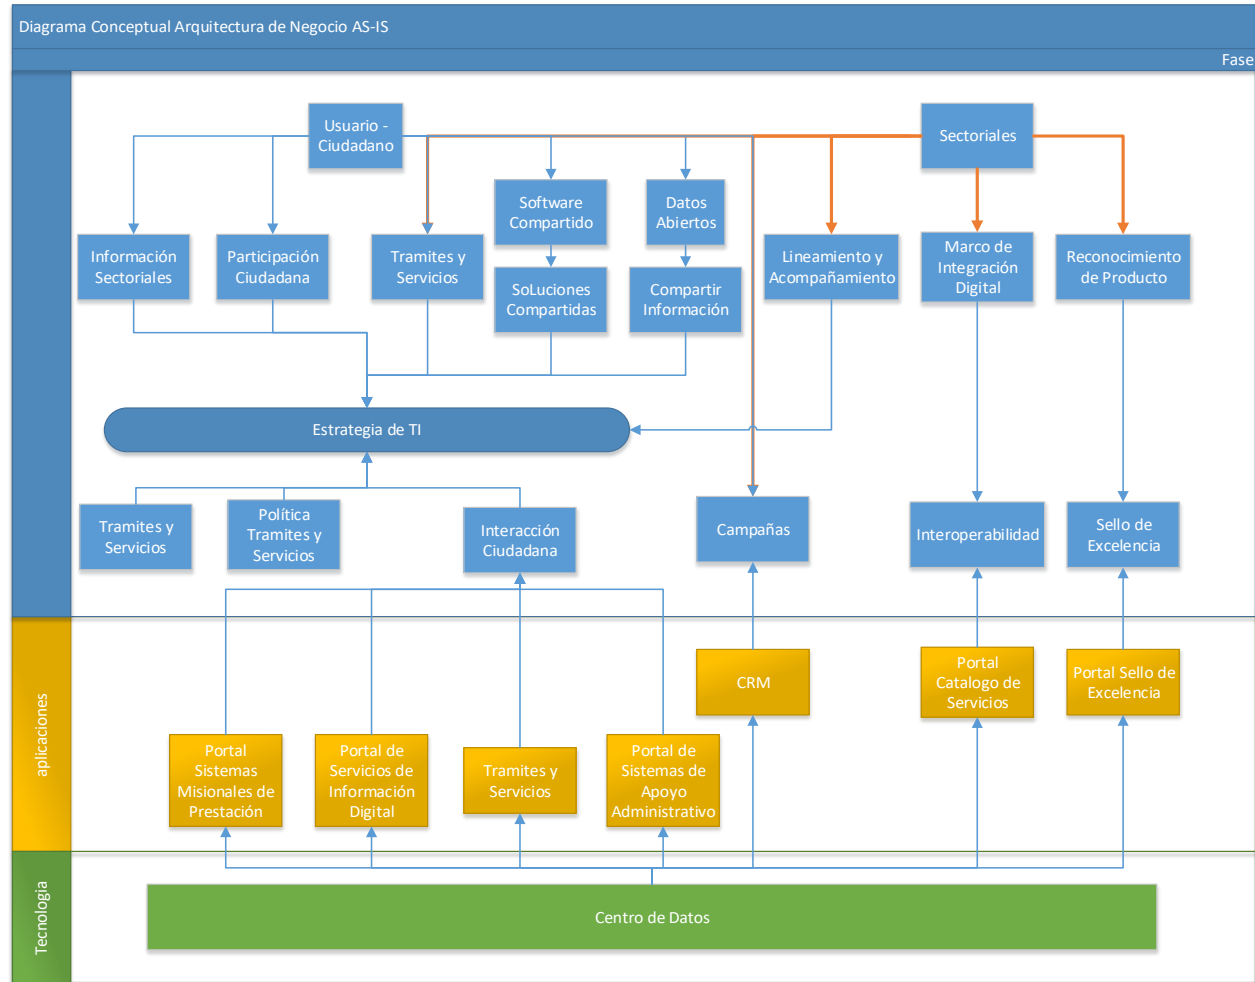 Diagrama Conceptual Arquitectura de Negocio AS-IS
Fase
Usuario -
Ciudadano
Sectoriales
Software
Compartido
Datos
Abiertos
Información
Sectoriales
Participación
Ciudadana
Tramites y
Servicios
SoLuciones
Compartidas
Compartir
Información
Lineamiento y
Acompañamiento
Marco de
Integración
Digital
Reconocimiento
de Producto
Estrategia de TI
Tramites y
Servicios
Política
Tramites y
Servicios
Interacción
Ciudadana
Campañas
Interoperabilidad
Sello de
Excelencia
aplicaciones
CRM
Portal
Catalogo de
Servicios
Portal Sello de
Excelencia
Portal
Sistemas
Misionales de
Prestación
Portal de
Servicios de
Información
Digital
Tramites y
Servicios
Portal de
Sistemas de
Apoyo
Administrativo
Tecnologia
Centro de Datos